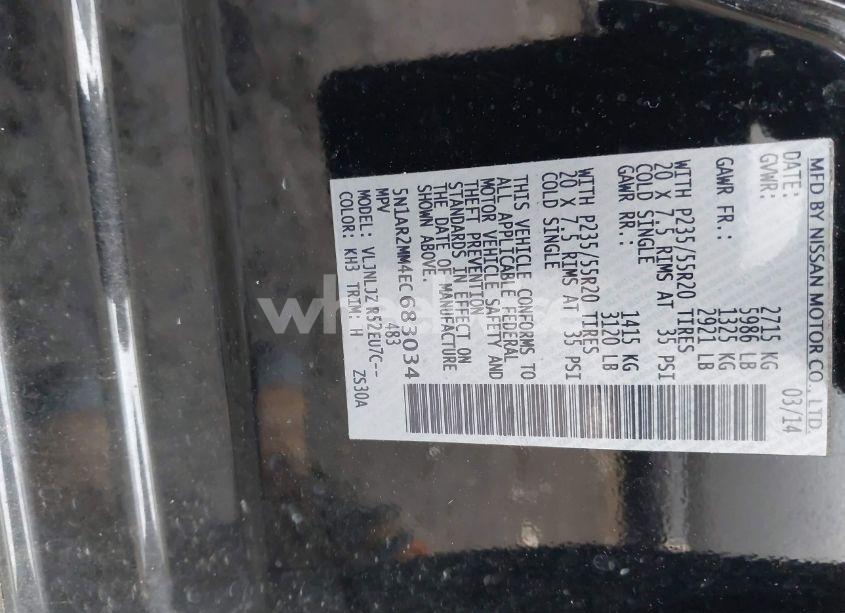 MFD BY NISSAN MOTOR CO., LTD.
DATE: 03/14
GVWR: 2715 KG
5986 LB
GAWR FR.: 1325 KG
2921 LB
WITH P235/55R20 TIRES
20 X 7.5 RIMS AT 35 PSI
COLD SINGLE
GAWR RR.: 1415 KG
3120 LB
WITH P235/55R20 TIRES
20 X 7.5 RIMS AT 35 PSI
COLD SINGLE
THIS VEHICLE CONFORMS TO
ALL APPLICABLE FEDERAL
MOTOR VEHICLE SAFETY AND
THEFT PREVENTION
STANDARDS IN EFFECT ON
THE DATE OF MANUFACTURE
SHOWN ABOVE.
5N1AR2MM4EC683034
MPV 483
MODEL: VLJNLJZ R52EU7C--
COLOR: KH3 TRIM: H ZS30A